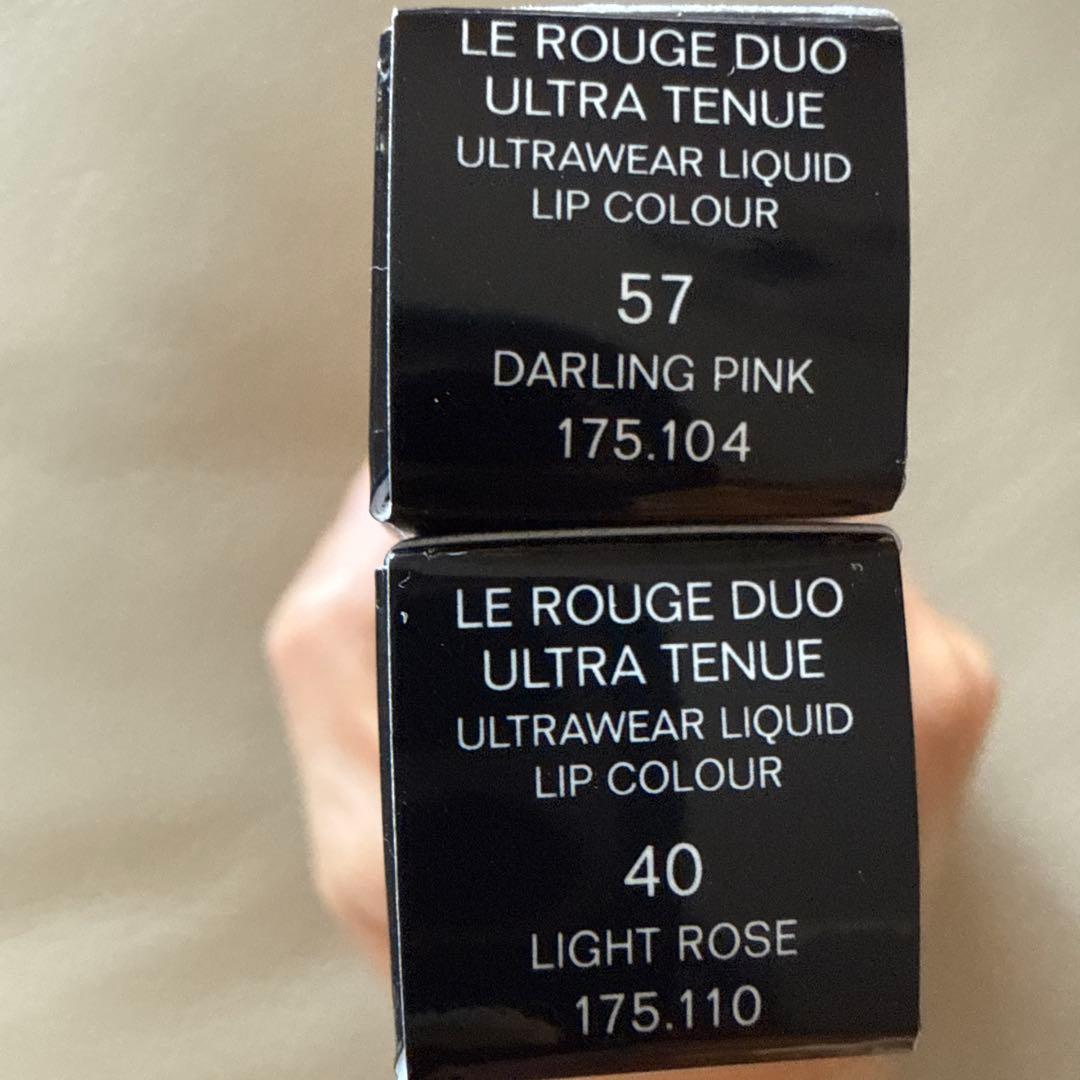 LE ROUGE DUO
ULTRA TENUE
ULTRAWEAR LIQUID
LIP COLOUR
57
DARLING PINK
175.104
LE ROUGE DUO
ULTRA TENUE
ULTRAWEAR LIQUID
LIP COLOUR
40
LIGHT ROSE
175.110